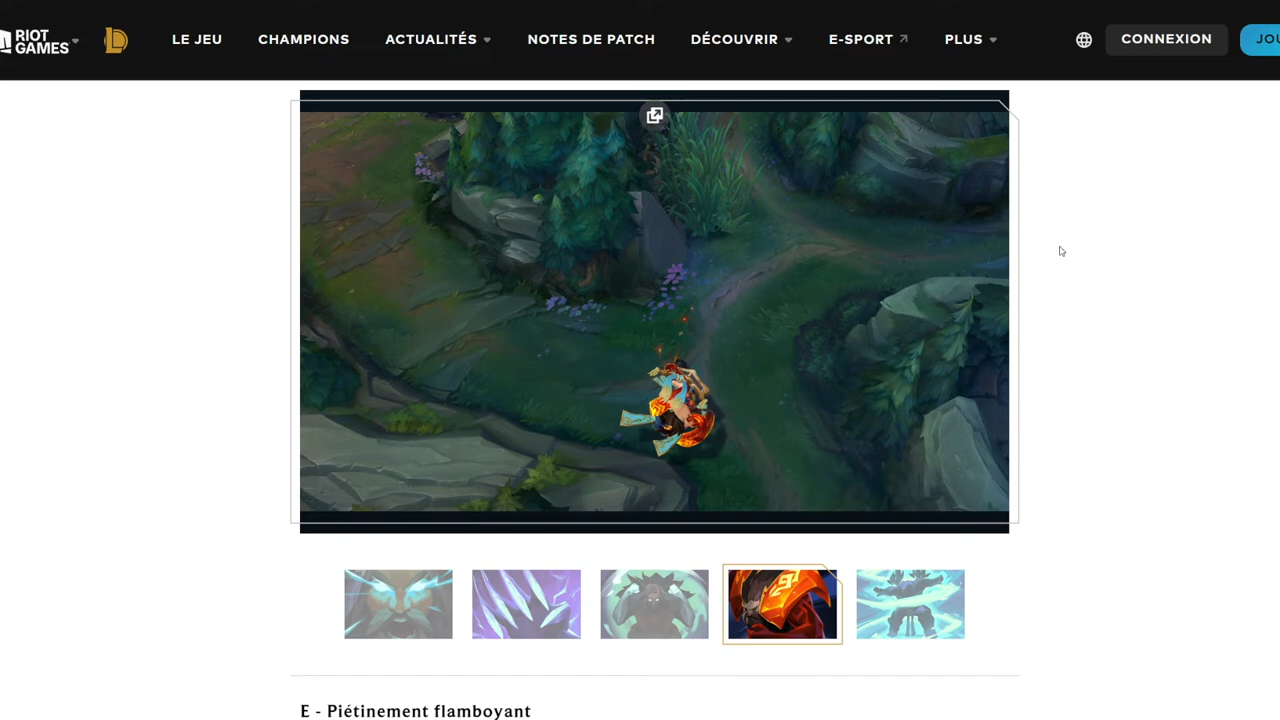 RIOT GAMES
LE JEU CHAMPIONS ACTUALITÉS NOTES DE PATCH DÉCOUVRIR E-SPORT PLUS CONNEXION JOU
E - Piétinement flamboyant